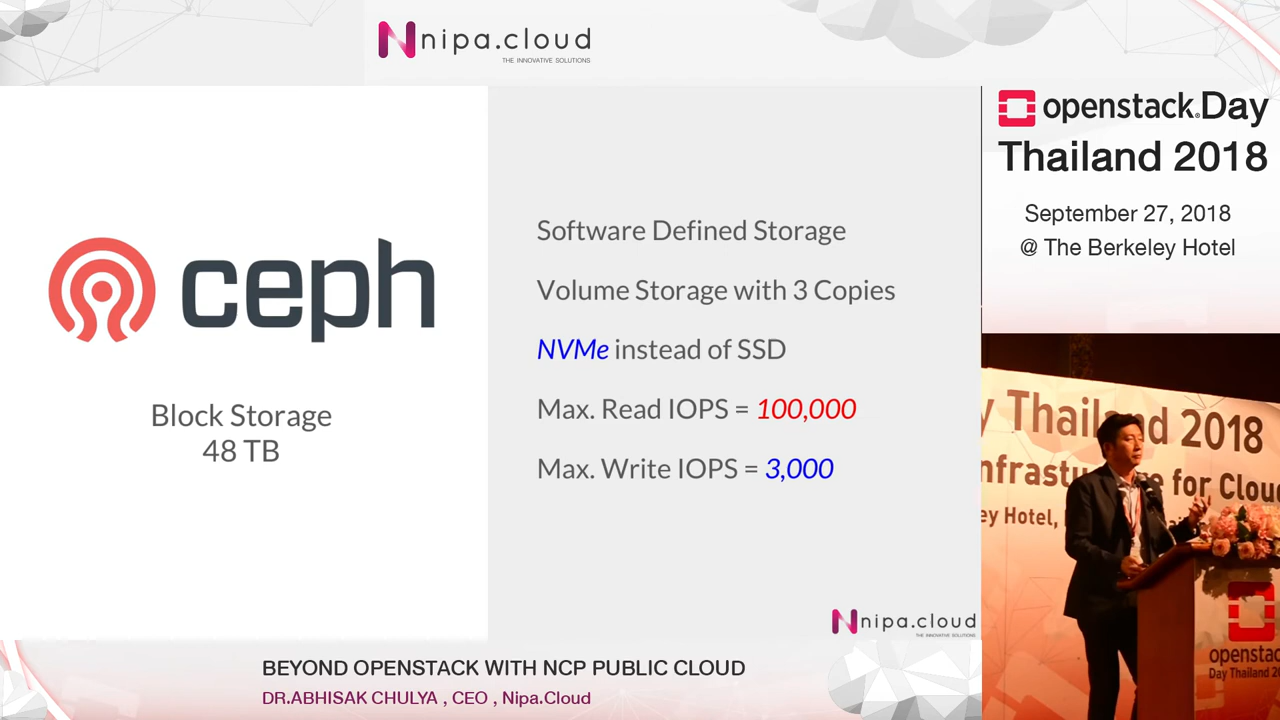 nipa.cloud
THE INNOVATIVE SOLUTIONS
openstack.Day
Thailand 2018
September 27, 2018
@ The Berkeley Hotel
ceph
Block Storage
48 TB
Software Defined Storage
Volume Storage with 3 Copies
NVMe instead of SSD
Max. Read IOPS = 100,000
Max. Write IOPS = 3,000
nipa.cloud
THE INNOVATIVE SOLUTIONS
y Thailand 2018
for Cloud
ey Hotel,
openstac
Day Thailand 20
BEYOND OPENSTACK WITH NCP PUBLIC CLOUD
DR.ABHISAK CHULYA , CEO , Nipa.Cloud